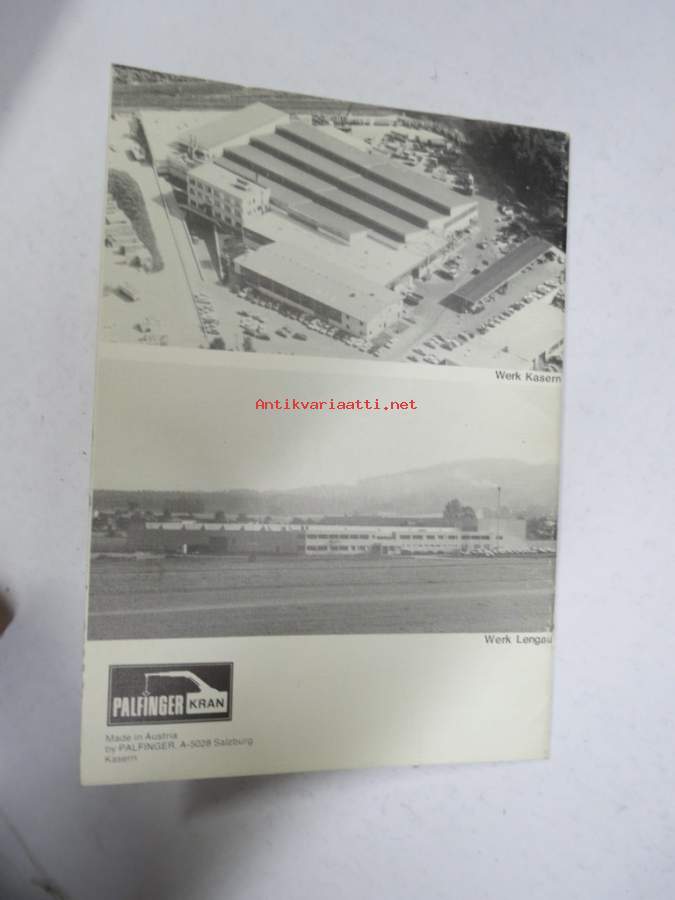 Werk Kasern
Antikvariaatti.net
Werk Lengau
PALFINGER KRAN
Made in Austria
by PALFINGER, A-5028 Salzburg
Kasern